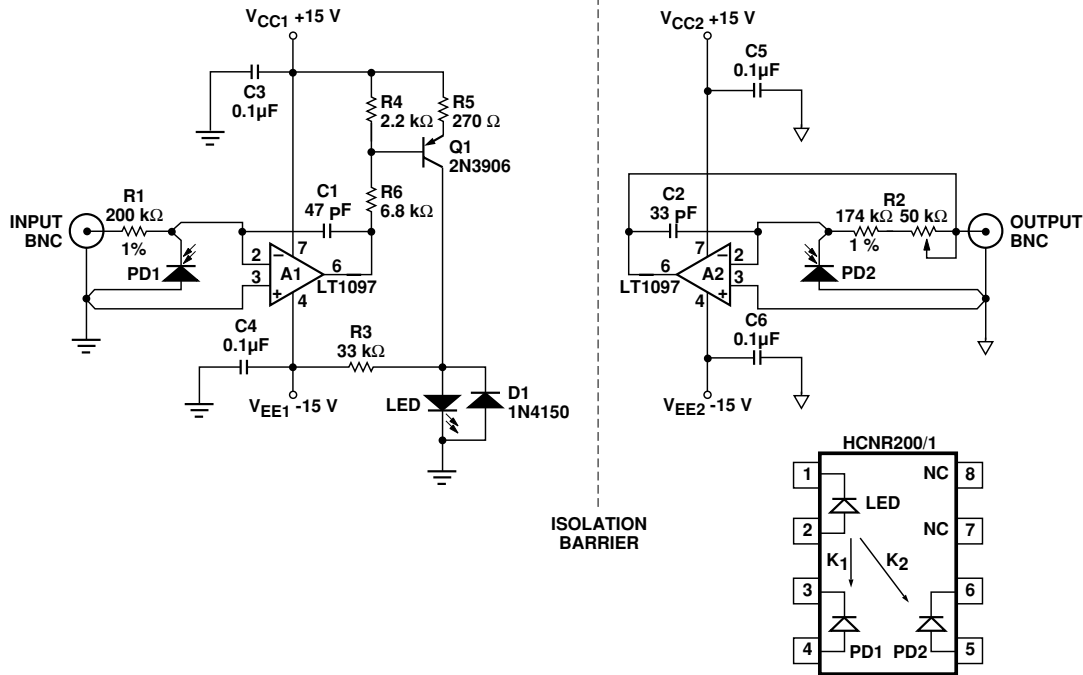 VCC1 +15 V
C3
0.1µF
R4
2.2 kΩ
R5
270 Ω
Q1
2N3906
R6
6.8 kΩ
C1
47 pF
INPUT
BNC
R1
200 kΩ
1%
PD1
2
3
7
6
4
A1
LT1097
C4
0.1µF
R3
33 kΩ
VEE1 -15 V
LED
D1
1N4150
ISOLATION
BARRIER
VCC2 +15 V
C5
0.1µF
C2
33 pF
R2
174 kΩ 50 kΩ
1 %
OUTPUT
BNC
7
2
3
6
4
A2
LT1097
PD2
C6
0.1µF
VEE2 -15 V
HCNR200/1
1
NC
8
LED
2
NC
7
K1
K2
3
6
4
PD1
PD2
5